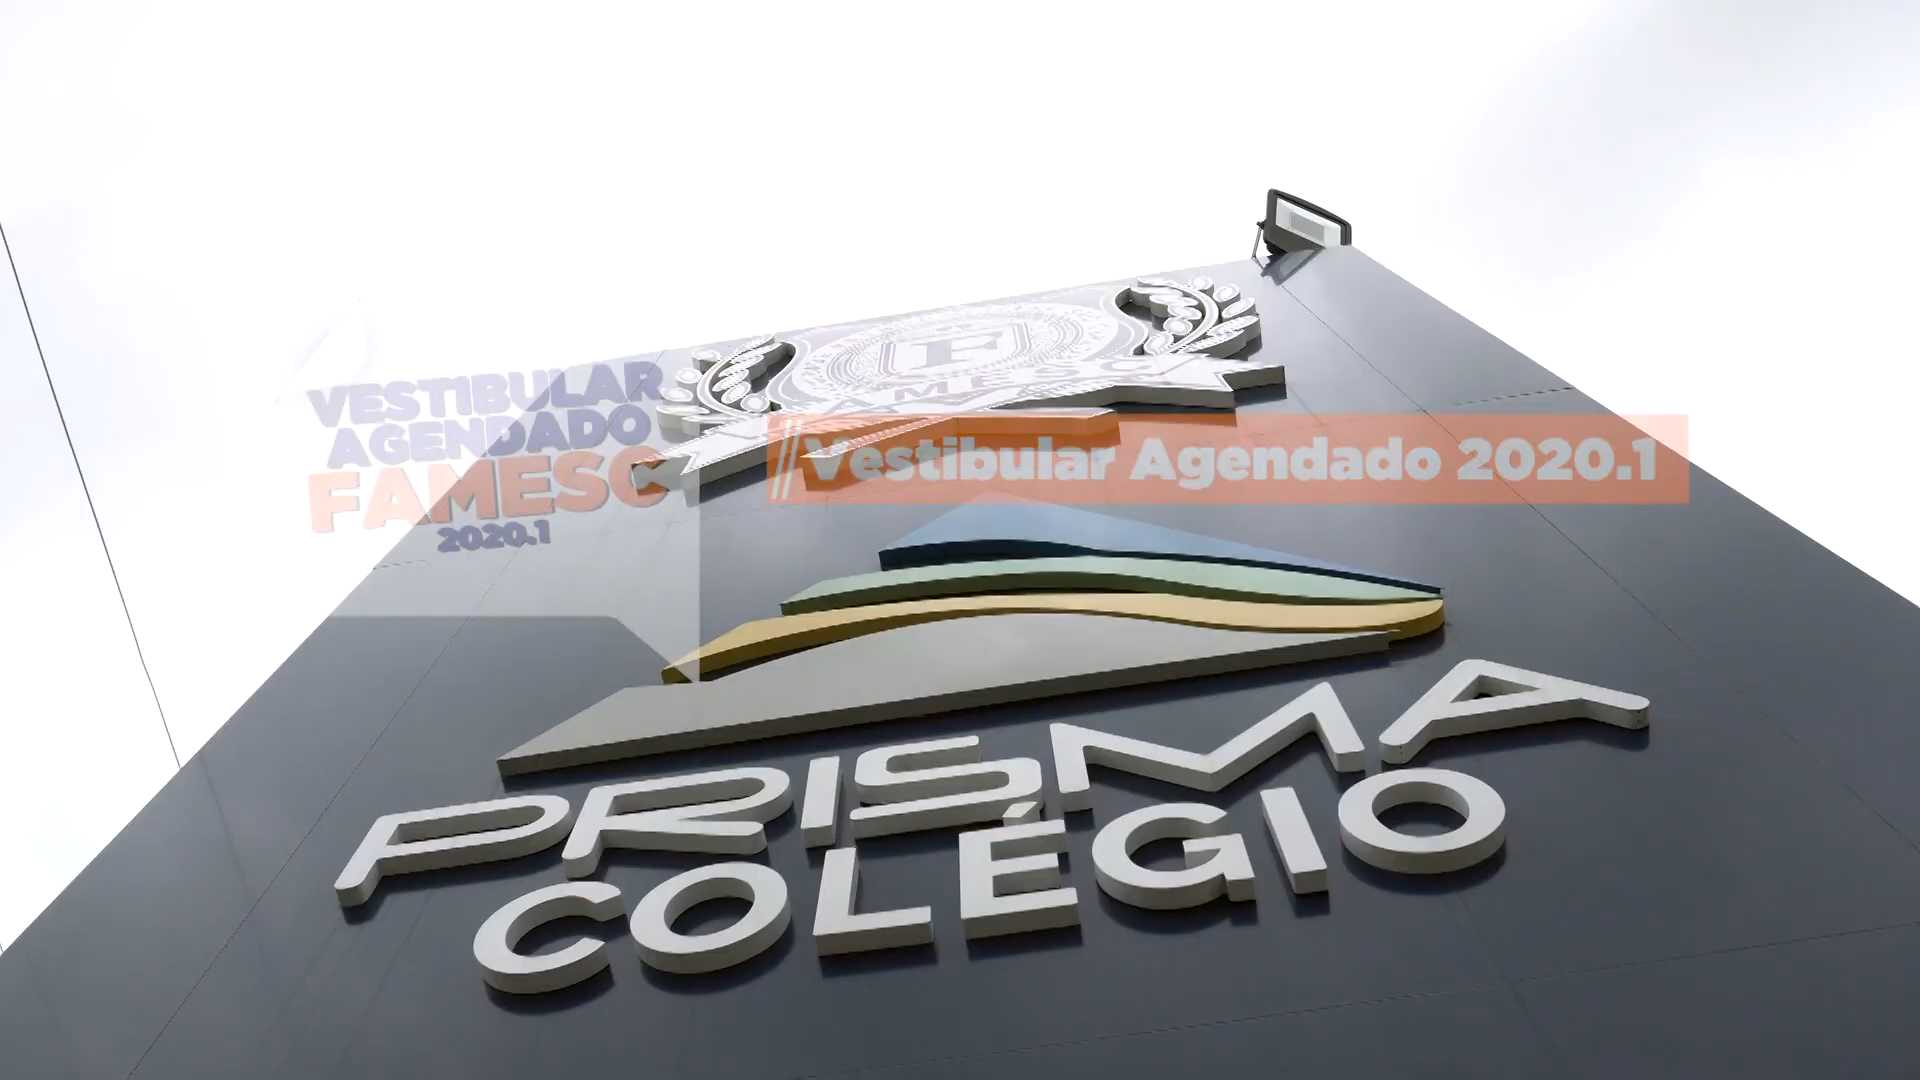 F
FAMESC
VESTIBULAR
AGENDADO
FAMESC
2020.1
Vestibular Agendado 2020.1
PRISMA
COLÉGIO